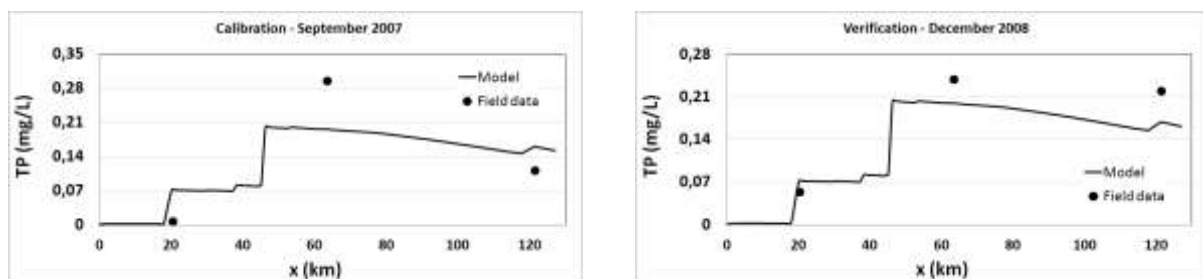 Calibration - September 2007
0,35
0,28
0,21
0,14
0,07
0
TP (mg/L)
Model
Field data
0 20 40 60 80 100 120
x (km)
Verification - December 2008
0,28
0,21
0,14
0,07
0
TP (mg/L)
Model
Field data
0 20 40 60 80 100 120
x (km)